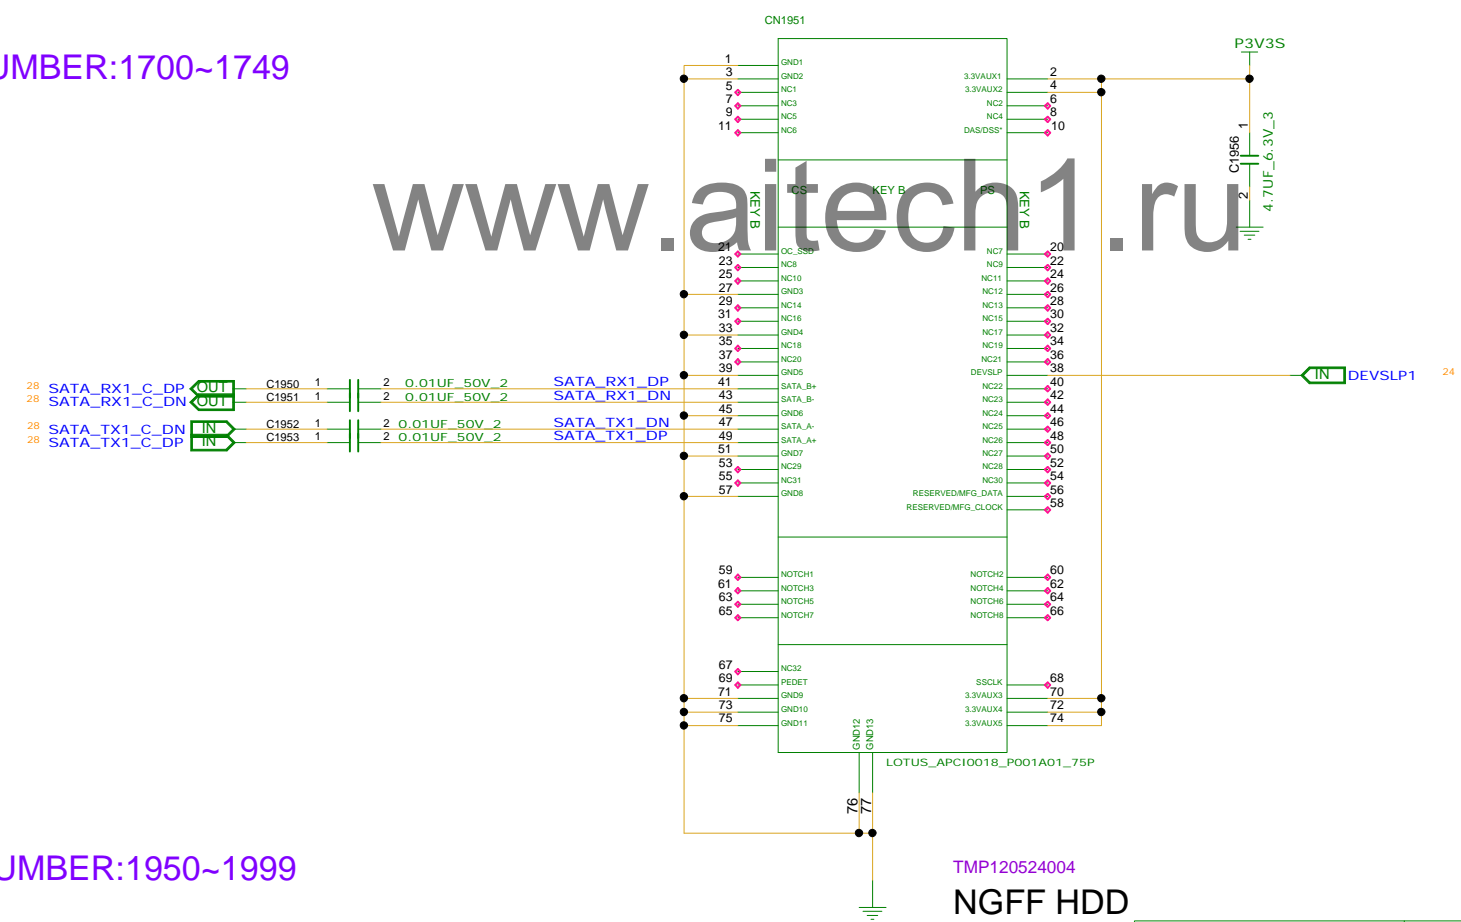 CN1951
P3V3S
UMBER:1700~1749
1 GND1
3 GND2 3.3VAUX1 2
5 NC1 3.3VAUX2 4
7 NC3 NC2 6
9 NC5 NC4 8
11 NC6 DAS/DSS* 10
C1956 1 2 4.7UF_6.3V_3
www.aitech1.ru
KEY B CS KEY B PS KEY B
21 OC_SSD NC7 20
23 NC8 NC9 22
25 NC10 NC11 24
27 GND3 NC12 26
29 NC14 NC13 28
31 NC16 NC15 30
33 GND4 NC17 32
35 NC18 NC19 34
37 NC20 NC21 36
39 GND5 DEVSLP 38 IN DEVSLP1 24
28 SATA_RX1_C_DP OUT C1950 1 2 0.01UF_50V_2 SATA_RX1_DP 41 SATA_B+ NC22 40
28 SATA_RX1_C_DN OUT C1951 1 2 0.01UF_50V_2 SATA_RX1_DN 43 SATA_B- NC23 42
45 GND6 NC24 44
28 SATA_TX1_C_DN IN C1952 1 2 0.01UF_50V_2 SATA_TX1_DN 47 SATA_A- NC25 46
28 SATA_TX1_C_DP IN C1953 1 2 0.01UF_50V_2 SATA_TX1_DP 49 SATA_A+ NC26 48
51 GND7 NC27 50
53 NC29 NC28 52
55 NC31 NC30 54
57 GND8 RESERVED/MFG_DATA 56
RESERVED/MFG_CLOCK 58
59 NOTCH1 NOTCH2 60
61 NOTCH3 NOTCH4 62
63 NOTCH5 NOTCH6 64
65 NOTCH7 NOTCH8 66
67 NC32
69 PEDET SSCLK 68
71 GND9 3.3VAUX3 70
73 GND10 3.3VAUX4 72
75 GND11 3.3VAUX5 74
GND12 GND13
LOTUS_APCI0018_P001A01_75P
76 77
UMBER:1950~1999
TMP120524004
NGFF HDD